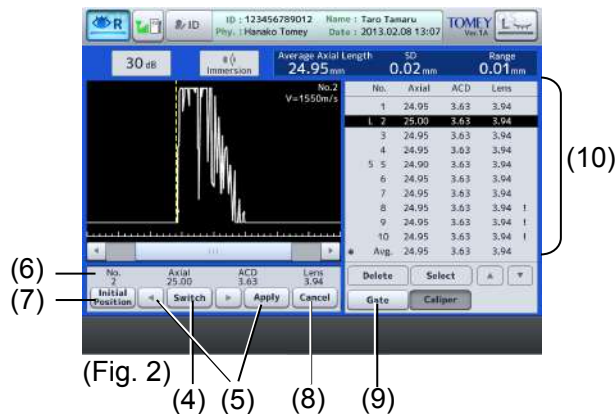 R ID ID : 123456789012 Name : Taro Tamaru TOMEY L
Phy. : Hanako Tomey Date : 2013.02.08 13:07 Ver.1A
30 dB Immersion Average Axial Length SD Range
24.95 mm 0.02 mm 0.01 mm
No.2
V=1550m/s
No. Axial ACD Lens
1 24.95 3.63 3.94
L 2 25.00 3.63 3.94
3 24.95 3.63 3.94
4 24.95 3.63 3.94
S 5 24.90 3.63 3.94
6 24.95 3.63 3.94
7 24.95 3.63 3.94
8 24.95 3.63 3.94 !
9 24.95 3.63 3.94 !
10 24.95 3.63 3.94 !
Avg. 24.95 3.63 3.94
(10)
(6) No. Axial ACD Lens
2 25.00 3.63 3.94
Delete Select ▲ ▼
(7) Initial Position ◄ Switch ► Apply Cancel
Gate Caliper
(Fig. 2)
(4) (5) (8) (9)